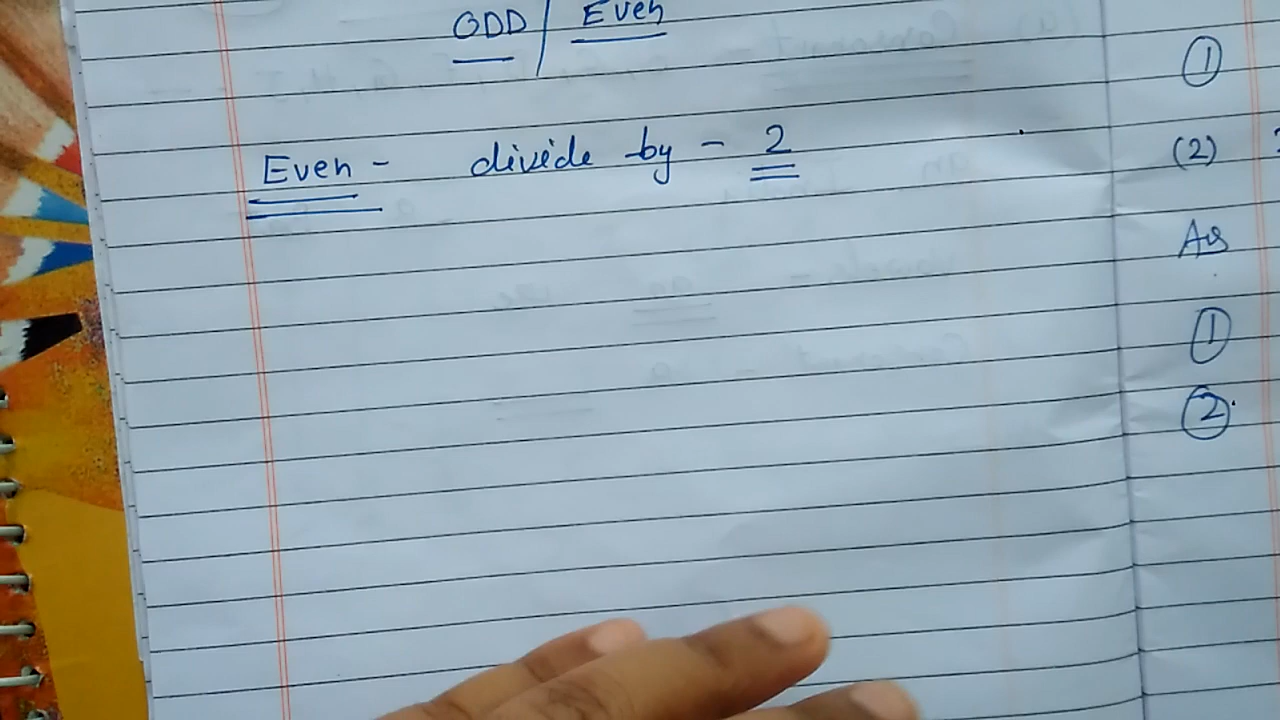 ODD / Even
Even - divide by - 2
①
(2)
As
①
②